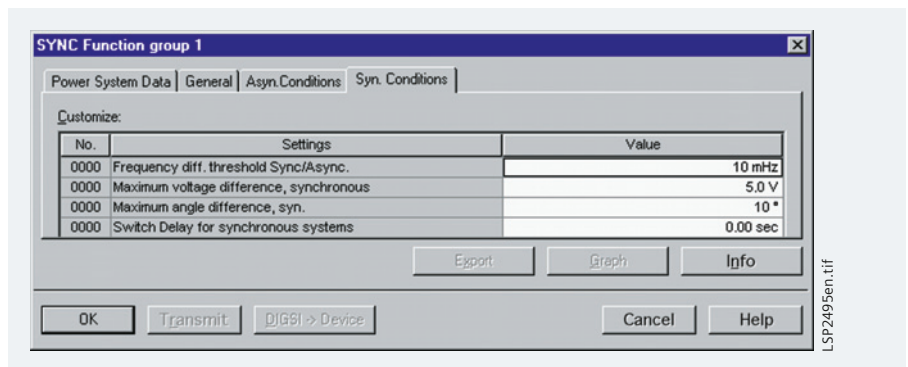 SYNC Function group 1
Power System Data General Asyn.Conditions Syn. Conditions
Customize:
No. Settings Value
0000 Frequency diff. threshold Sync/Async. 10 mHz
0000 Maximum voltage difference, synchronous 5.0 V
0000 Maximum angle difference, syn. 10 °
0000 Switch Delay for synchronous systems 0.00 sec
Export Graph Info
OK Transmit DIGSI -> Device Cancel Help
LSP2495en.tif